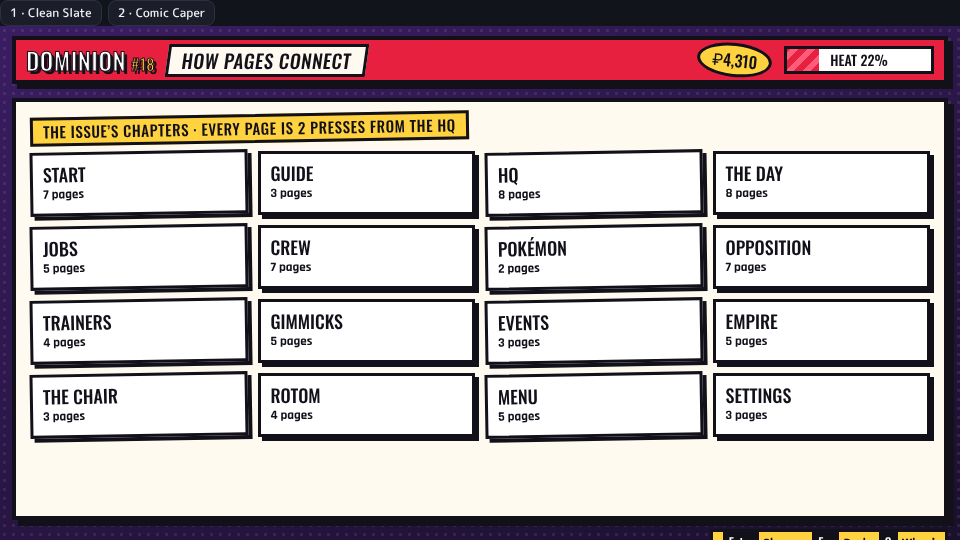 1 · Clean Slate
2 · Comic Caper
DOMINION #18
HOW PAGES CONNECT
₽4,310
HEAT 22%
THE ISSUE'S CHAPTERS · EVERY PAGE IS 2 PRESSES FROM THE HQ
START
7 pages
GUIDE
3 pages
HQ
8 pages
THE DAY
8 pages
JOBS
5 pages
CREW
7 pages
POKÉMON
2 pages
OPPOSITION
7 pages
TRAINERS
4 pages
GIMMICKS
5 pages
EVENTS
3 pages
EMPIRE
5 pages
THE CHAIR
3 pages
ROTOM
4 pages
MENU
5 pages
SETTINGS
3 pages